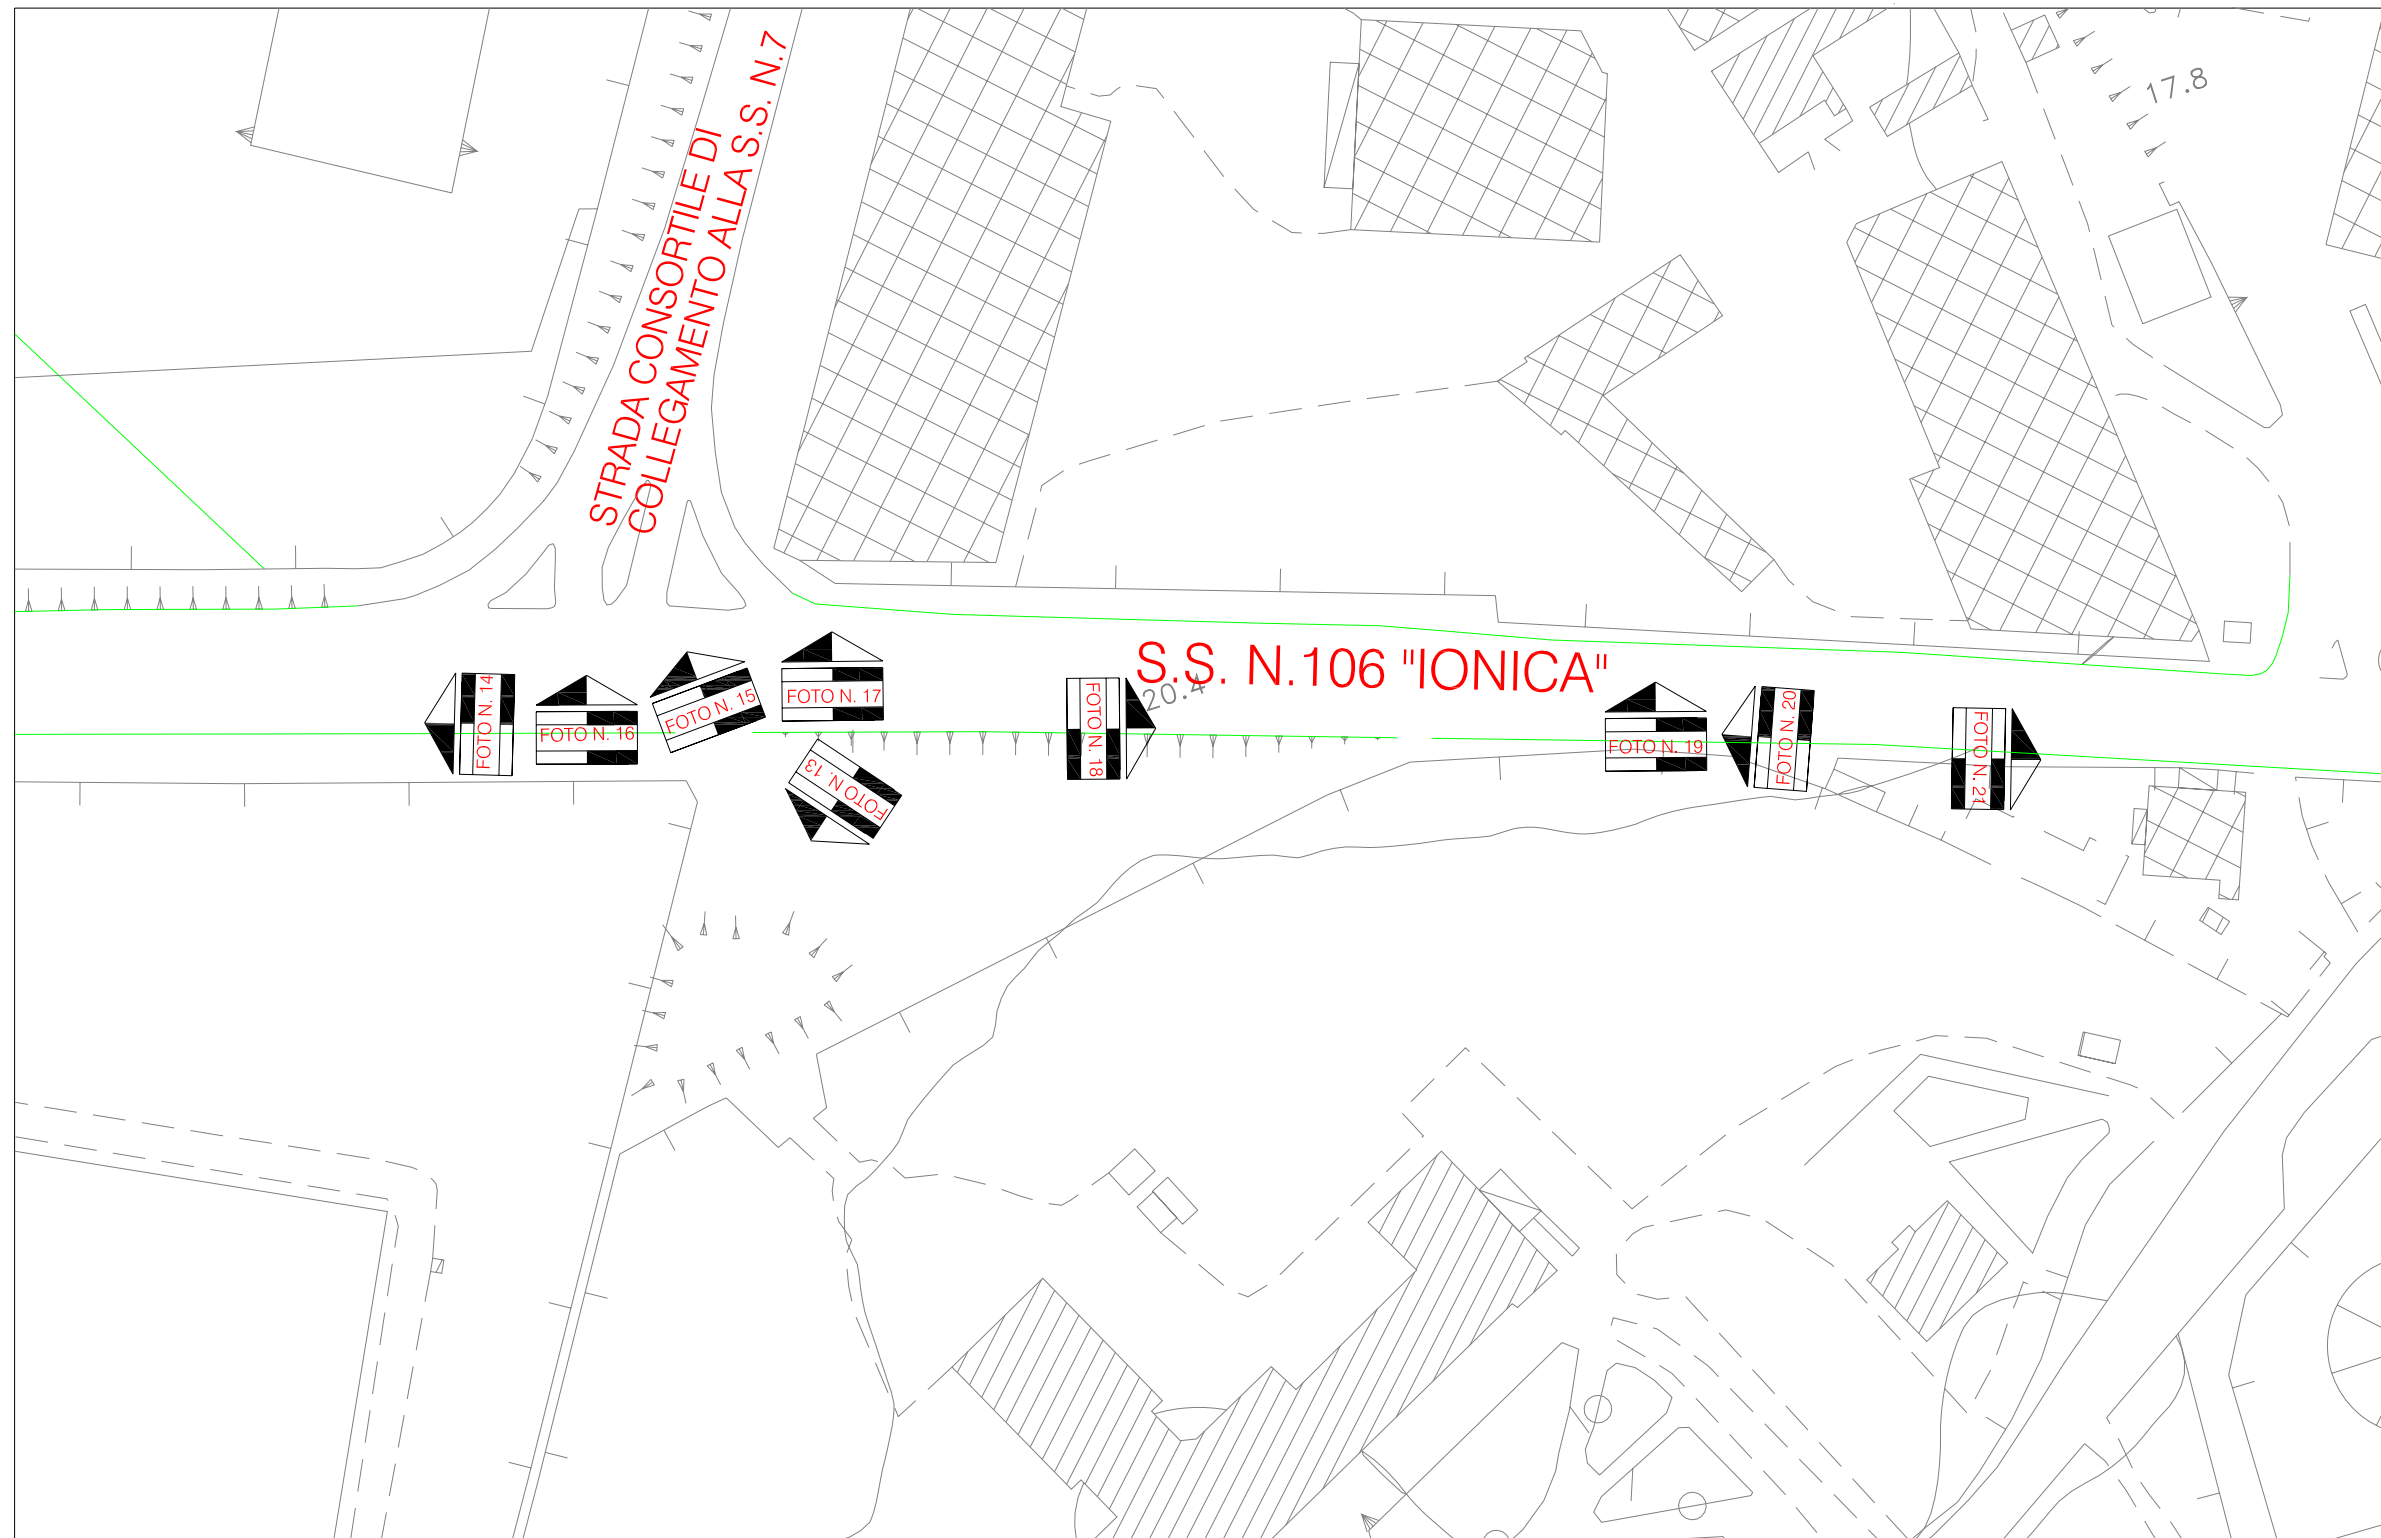 17.8
STRADA CONSORTILE DI
COLLEGAMENTO ALLA S.S. N.7
S.S. N.106 "IONICA"
20.4
FOTO N. 14
FOTO N. 16
FOTO N. 15
FOTO N. 17
FOTO N. 13
FOTO N. 18
FOTO N. 19
FOTO N. 20
FOTO N. 21